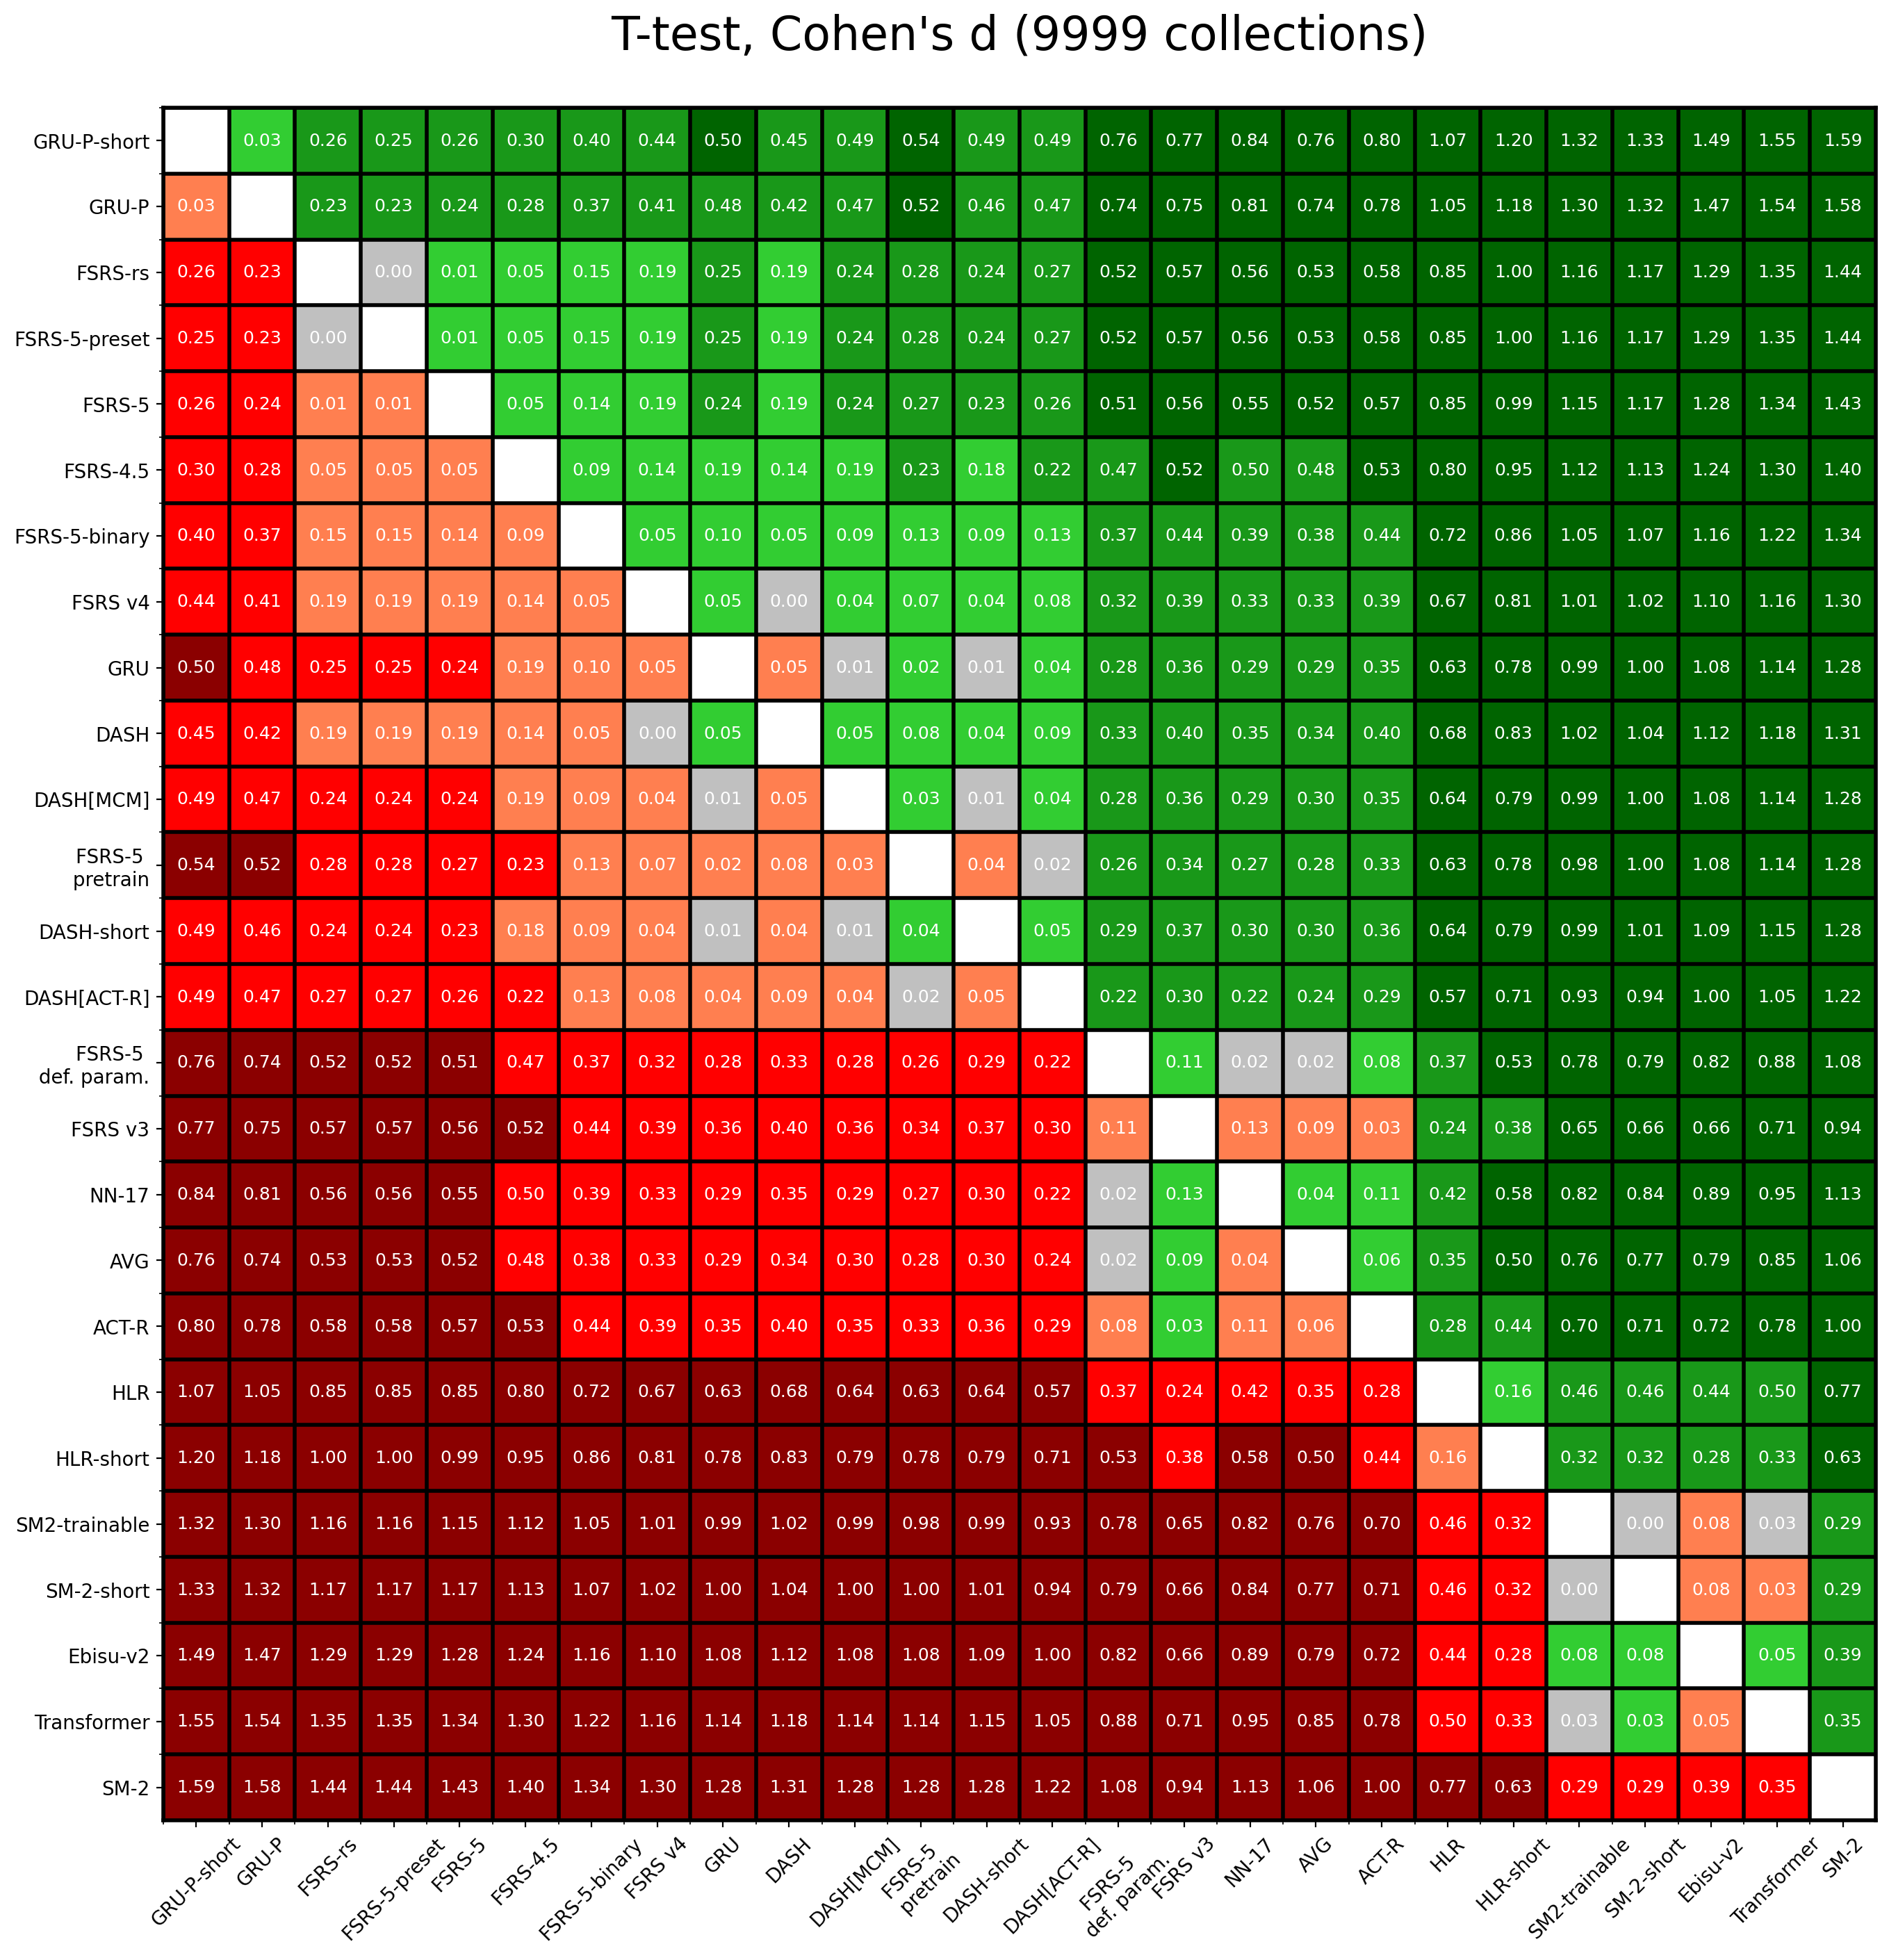 T-test, Cohen's d (9999 collections)
GRU-P-short 0.03 0.26 0.25 0.26 0.30 0.40 0.44 0.50 0.45 0.49 0.54 0.49 0.49 0.76 0.77 0.84 0.76 0.80 1.07 1.20 1.32 1.33 1.49 1.55 1.59
GRU-P 0.03 0.23 0.23 0.24 0.28 0.37 0.41 0.48 0.42 0.47 0.52 0.46 0.47 0.74 0.75 0.81 0.74 0.78 1.05 1.18 1.30 1.32 1.47 1.54 1.58
FSRS-rs 0.26 0.23 0.00 0.01 0.05 0.15 0.19 0.25 0.19 0.24 0.28 0.24 0.27 0.52 0.57 0.56 0.53 0.58 0.85 1.00 1.16 1.17 1.29 1.35 1.44
FSRS-5-preset 0.25 0.23 0.00 0.01 0.05 0.15 0.19 0.25 0.19 0.24 0.28 0.24 0.27 0.52 0.57 0.56 0.53 0.58 0.85 1.00 1.16 1.17 1.29 1.35 1.44
FSRS-5 0.26 0.24 0.01 0.01 0.05 0.14 0.19 0.24 0.19 0.24 0.27 0.23 0.26 0.51 0.56 0.55 0.52 0.57 0.85 0.99 1.15 1.17 1.28 1.34 1.43
FSRS-4.5 0.30 0.28 0.05 0.05 0.05 0.09 0.14 0.19 0.14 0.19 0.23 0.18 0.22 0.47 0.52 0.50 0.48 0.53 0.80 0.95 1.12 1.13 1.24 1.30 1.40
FSRS-5-binary 0.40 0.37 0.15 0.15 0.14 0.09 0.05 0.10 0.05 0.09 0.13 0.09 0.13 0.37 0.44 0.39 0.38 0.44 0.72 0.86 1.05 1.07 1.16 1.22 1.34
FSRS v4 0.44 0.41 0.19 0.19 0.19 0.14 0.05 0.05 0.00 0.04 0.07 0.04 0.08 0.32 0.39 0.33 0.33 0.39 0.67 0.81 1.01 1.02 1.10 1.16 1.30
GRU 0.50 0.48 0.25 0.25 0.24 0.19 0.10 0.05 0.05 0.01 0.02 0.01 0.04 0.28 0.36 0.29 0.29 0.35 0.63 0.78 0.99 1.00 1.08 1.14 1.28
DASH 0.45 0.42 0.19 0.19 0.19 0.14 0.05 0.00 0.05 0.05 0.08 0.04 0.09 0.33 0.40 0.35 0.34 0.40 0.68 0.83 1.02 1.04 1.12 1.18 1.31
DASH[MCM] 0.49 0.47 0.24 0.24 0.24 0.19 0.09 0.04 0.01 0.05 0.03 0.01 0.04 0.28 0.36 0.29 0.30 0.35 0.64 0.79 0.99 1.00 1.08 1.14 1.28
FSRS-5
pretrain 0.54 0.52 0.28 0.28 0.27 0.23 0.13 0.07 0.02 0.08 0.03 0.04 0.02 0.26 0.34 0.27 0.28 0.33 0.63 0.78 0.98 1.00 1.08 1.14 1.28
DASH-short 0.49 0.46 0.24 0.24 0.23 0.18 0.09 0.04 0.01 0.04 0.01 0.04 0.05 0.29 0.37 0.30 0.30 0.36 0.64 0.79 0.99 1.01 1.09 1.15 1.28
DASH[ACT-R] 0.49 0.47 0.27 0.27 0.26 0.22 0.13 0.08 0.04 0.09 0.04 0.02 0.05 0.22 0.30 0.22 0.24 0.29 0.57 0.71 0.93 0.94 1.00 1.05 1.22
FSRS-5
def. param. 0.76 0.74 0.52 0.52 0.51 0.47 0.37 0.32 0.28 0.33 0.28 0.26 0.29 0.22 0.11 0.02 0.02 0.08 0.37 0.53 0.78 0.79 0.82 0.88 1.08
FSRS v3 0.77 0.75 0.57 0.57 0.56 0.52 0.44 0.39 0.36 0.40 0.36 0.34 0.37 0.30 0.11 0.13 0.09 0.03 0.24 0.38 0.65 0.66 0.66 0.71 0.94
NN-17 0.84 0.81 0.56 0.56 0.55 0.50 0.39 0.33 0.29 0.35 0.29 0.27 0.30 0.22 0.02 0.13 0.04 0.11 0.42 0.58 0.82 0.84 0.89 0.95 1.13
AVG 0.76 0.74 0.53 0.53 0.52 0.48 0.38 0.33 0.29 0.34 0.30 0.28 0.30 0.24 0.02 0.09 0.04 0.06 0.35 0.50 0.76 0.77 0.79 0.85 1.06
ACT-R 0.80 0.78 0.58 0.58 0.57 0.53 0.44 0.39 0.35 0.40 0.35 0.33 0.36 0.29 0.08 0.03 0.11 0.06 0.28 0.44 0.70 0.71 0.72 0.78 1.00
HLR 1.07 1.05 0.85 0.85 0.85 0.80 0.72 0.67 0.63 0.68 0.64 0.63 0.64 0.57 0.37 0.24 0.42 0.35 0.28 0.16 0.46 0.46 0.44 0.50 0.77
HLR-short 1.20 1.18 1.00 1.00 0.99 0.95 0.86 0.81 0.78 0.83 0.79 0.78 0.79 0.71 0.53 0.38 0.58 0.50 0.44 0.16 0.32 0.32 0.28 0.33 0.63
SM2-trainable 1.32 1.30 1.16 1.16 1.15 1.12 1.05 1.01 0.99 1.02 0.99 0.98 0.99 0.93 0.78 0.65 0.82 0.76 0.70 0.46 0.32 0.00 0.08 0.03 0.29
SM-2-short 1.33 1.32 1.17 1.17 1.17 1.13 1.07 1.02 1.00 1.04 1.00 1.00 1.01 0.94 0.79 0.66 0.84 0.77 0.71 0.46 0.32 0.00 0.08 0.03 0.29
Ebisu-v2 1.49 1.47 1.29 1.29 1.28 1.24 1.16 1.10 1.08 1.12 1.08 1.08 1.09 1.00 0.82 0.66 0.89 0.79 0.72 0.44 0.28 0.08 0.08 0.05 0.39
Transformer 1.55 1.54 1.35 1.35 1.34 1.30 1.22 1.16 1.14 1.18 1.14 1.14 1.15 1.05 0.88 0.71 0.95 0.85 0.78 0.50 0.33 0.03 0.03 0.05 0.35
SM-2 1.59 1.58 1.44 1.44 1.43 1.40 1.34 1.30 1.28 1.31 1.28 1.28 1.28 1.22 1.08 0.94 1.13 1.06 1.00 0.77 0.63 0.29 0.29 0.39 0.35
GRU-P-short
GRU-P
FSRS-rs
FSRS-5-preset
FSRS-5
FSRS-4.5
FSRS-5-binary
FSRS v4
GRU
DASH
DASH[MCM]
FSRS-5
pretrain
DASH-short
DASH[ACT-R]
FSRS-5
def. param.
FSRS v3
NN-17
AVG
ACT-R
HLR
HLR-short
SM2-trainable
SM-2-short
Ebisu-v2
Transformer
SM-2